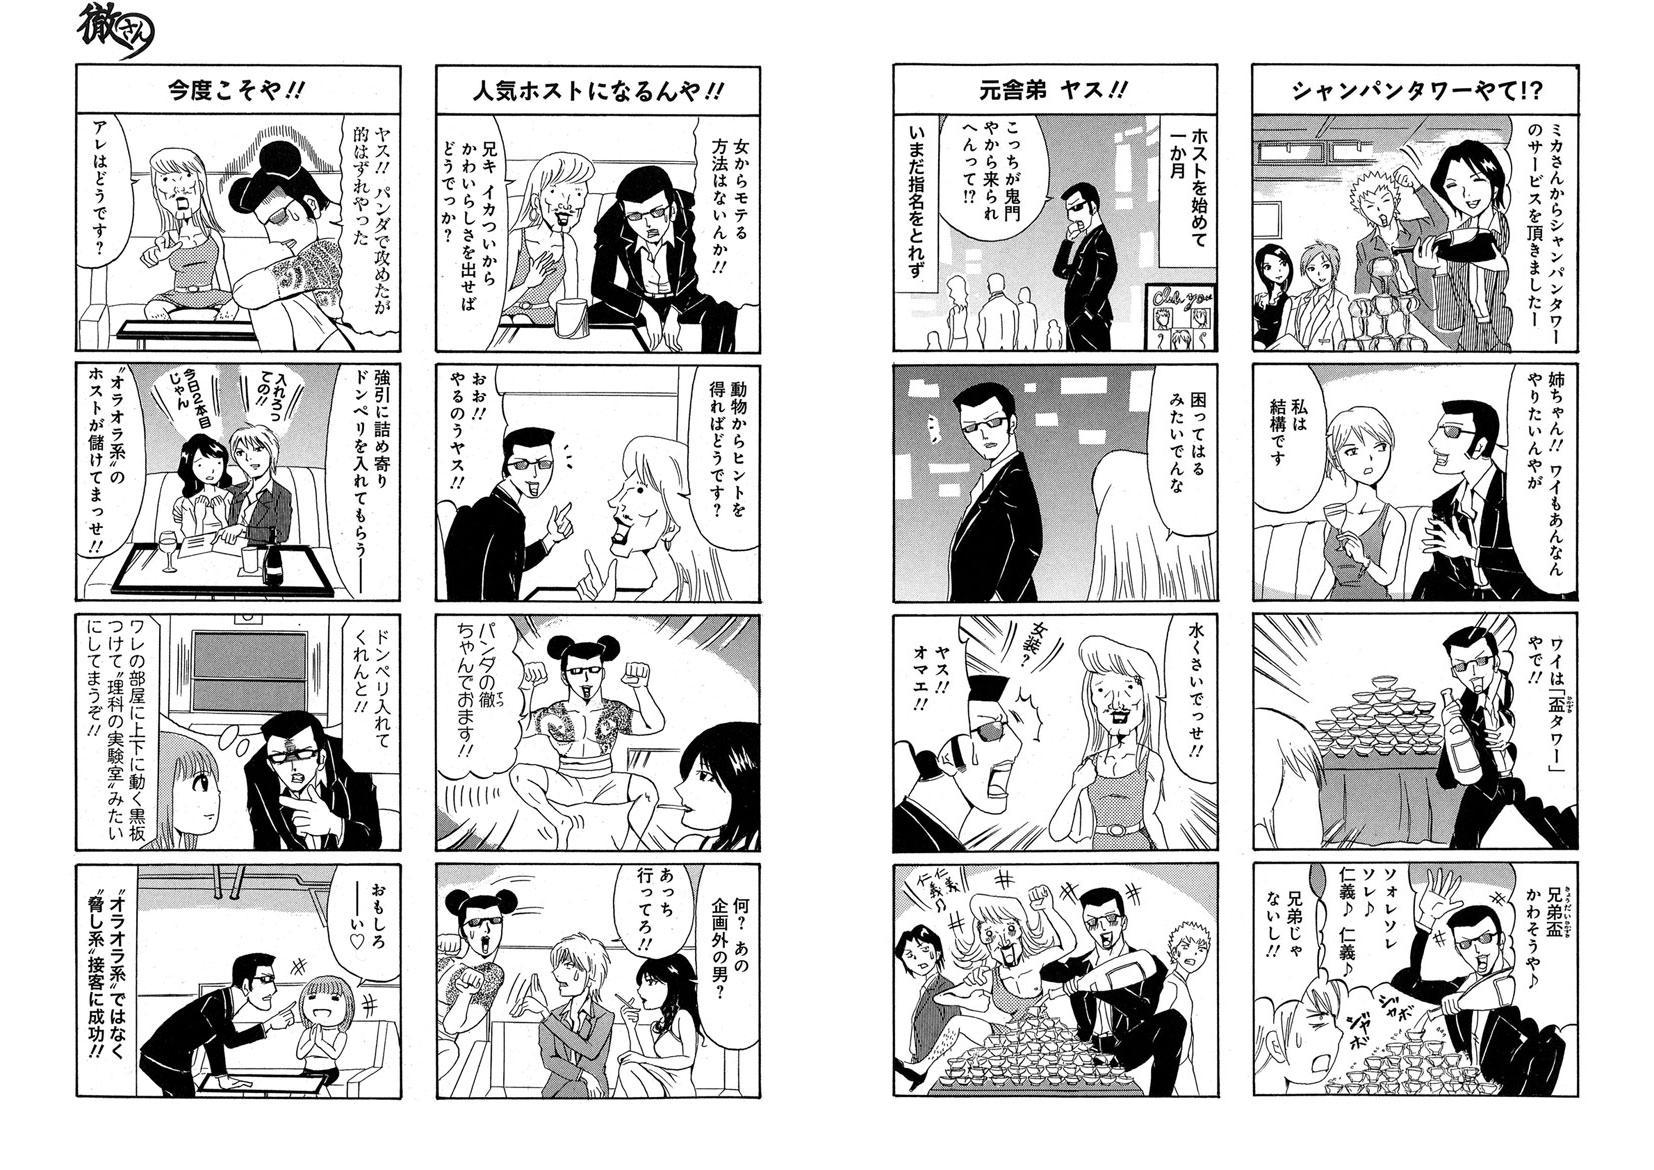 徹さん
シャンパンタワーやて!?
ミカさんからシャンパンタワー
のサービスを頂きましたー
姉ちゃん!! ワイもあんなん
やりたいんやが
私は
結構です
ワイは「盃タワー」
やで!!
兄弟盃
かわそうや♪
ソォレソレ
ソレ♪
仁義♪ 仁義♪
兄弟じゃ
ないし!!
ジャボ
ジャボ
元舎弟 ヤス!!
ホストを始めて
一か月
こっちが鬼門
やから来られ
へんって!?
いまだ指名をとれず
Club you
困ってはる
みたいでんな
水くさいでっせ!!
女装?
ヤス!!
オマエ!!
仁義♪
仁義♪
人気ホストになるんや!!
女からモテる
方法はないんか!!
兄キ イカついから
かわいらしさを出せば
どうでっか?
動物からヒントを
得ればどうです?
おお!!
やるのうヤス!!
パンダの徹
ちゃんでおます!!
何? あの
企画外の男?
あっち
行ってろ!!
今度こそや!!
ヤス!! パンダで攻めたが
的はずれやった
アレはどうです?
強引に詰め寄り
ドンペリを入れてもらう——
入れろっ
ての!!
今日2本目
じゃん
“オラオラ系”の
ホストが儲けてまっせ!!
ドンペリ入れて
くれんと!!
ワレの部屋に上下に動く黒板
つけて“理科の実験室”みたい
にしてまうぞ!!
おもしろ
——い♡
“オラオラ系”ではなく
“脅し系”接客に成功!!